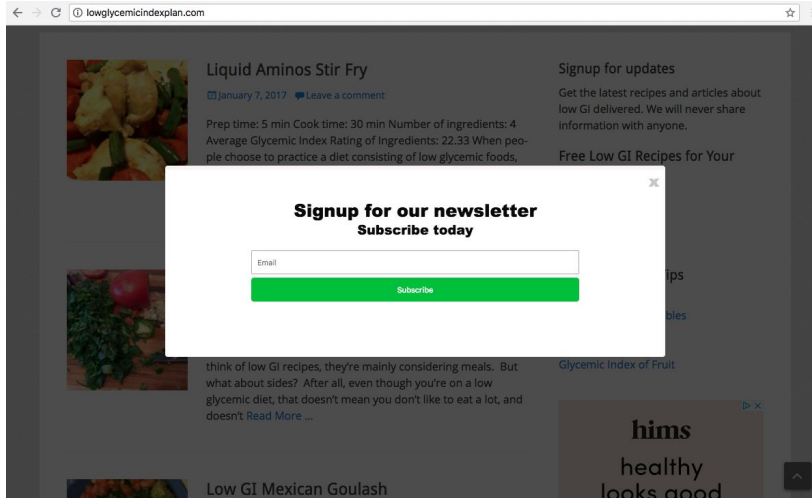 lowglycemicindexplan.com
Liquid Aminos Stir Fry
January 7, 2017 Leave a comment
Prep time: 5 min Cook time: 30 min Number of ingredients: 4
Average Glycemic Index Rating of Ingredients: 22.33 When peo-
ple choose to practice a diet consisting of low glycemic foods,
Signup for updates
Get the latest recipes and articles about
low GI delivered. We will never share
information with anyone.
Free Low GI Recipes for Your
x
Signup for our newsletter
Subscribe today
Email
Subscribe
ips
bles
think of low GI recipes, they're mainly considering meals. But
what about sides? After all, even though you're on a low
glycemic diet, that doesn't mean you don't like to eat a lot, and
doesn't Read More ...
Glycemic Index of Fruit
hims
healthy
looks good
Low GI Mexican Goulash